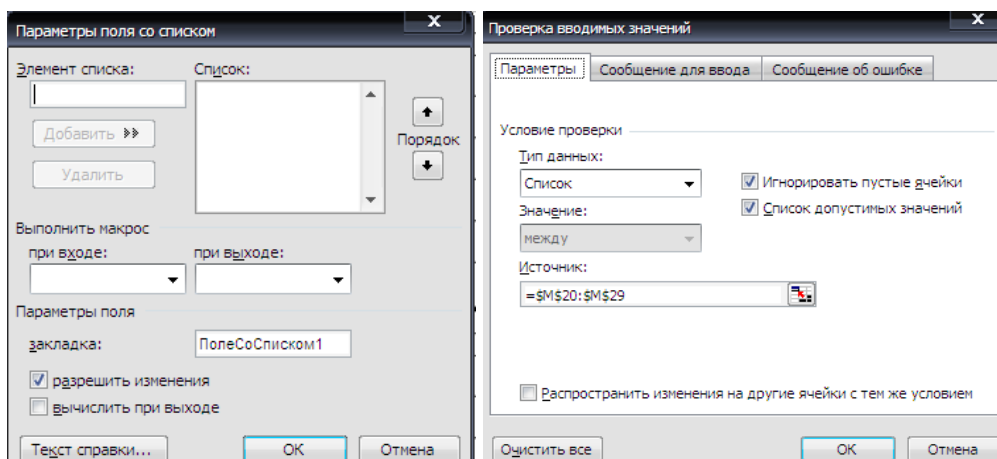 Параметры поля со списком
X
Элемент списка:
Список:
Добавить
Порядок
Удалить
Выполнить макрос
при входе:
при выходе:
Параметры поля
закладка:
ПолеСоСписком1
разрешить изменения
вычислить при выходе
Текст справки...
ОК
Отмена
Проверка вводимых значений
X
Параметры
Сообщение для ввода
Сообщение об ошибке
Условие проверки
Тип данных:
Список
Игнорировать пустые ячейки
Значение:
Список допустимых значений
между
Источник:
=$M$20:$M$29
Распространить изменения на другие ячейки с тем же условием
Очистить все
ОК
Отмена